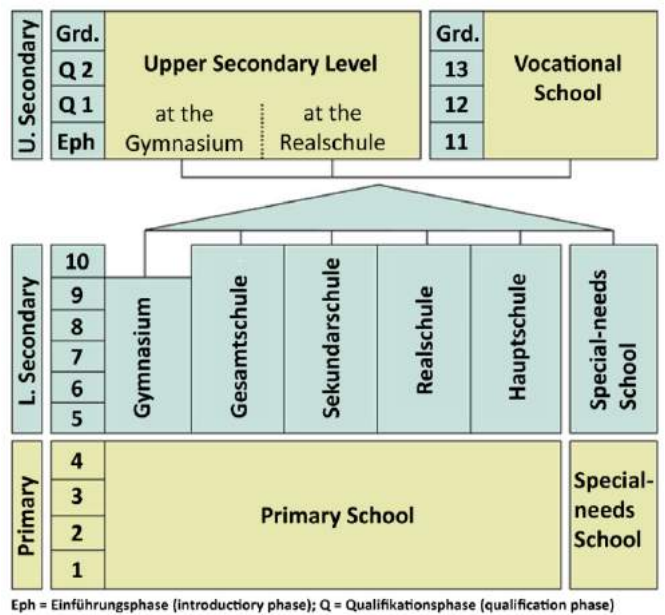 U. Secondary
Grd.
Q 2
Q 1
Eph
Upper Secondary Level
at the
Gymnasium
at the
Realschule
Grd.
13
12
11
Vocational
School
L. Secondary
10
9
8
7
6
5
Gymnasium
Gesamtschule
Sekundarschule
Realschule
Hauptschule
Special-needs
School
Primary
4
3
2
1
Primary School
Special-
needs
School
Eph = Einführungsphase (introductiory phase); Q = Qualifikationsphase (qualification phase)